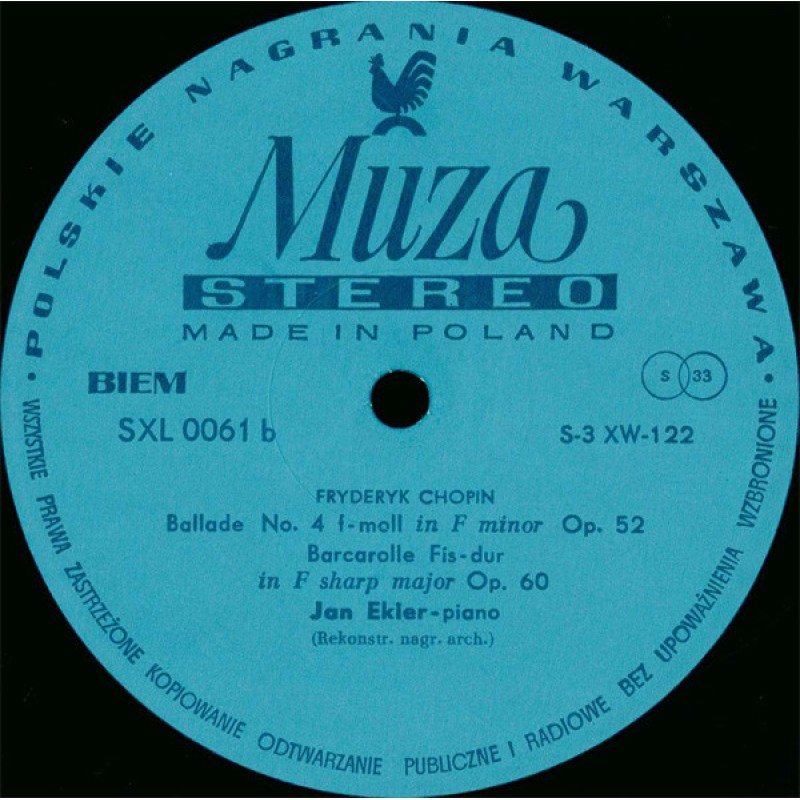 • POLSKIE NAGRANIA WARSZAWA •
Muza
STEREO
MADE IN POLAND
BIEM
S 33
SXL 0061 b
S-3 XW-122
FRYDERYK CHOPIN
Ballade No. 4 f-moll in F minor Op. 52
Barcarolle Fis-dur
in F sharp major Op. 60
Jan Ekier-piano
(Rekonstr. nagr. arch.)
WSZYSTKIE PRAWA ZASTRZEŻONE KOPIOWANIE ODTWARZANIE PUBLICZNE I RADIOWE BEZ UPOWAŻNIENIA WZBRONIONE